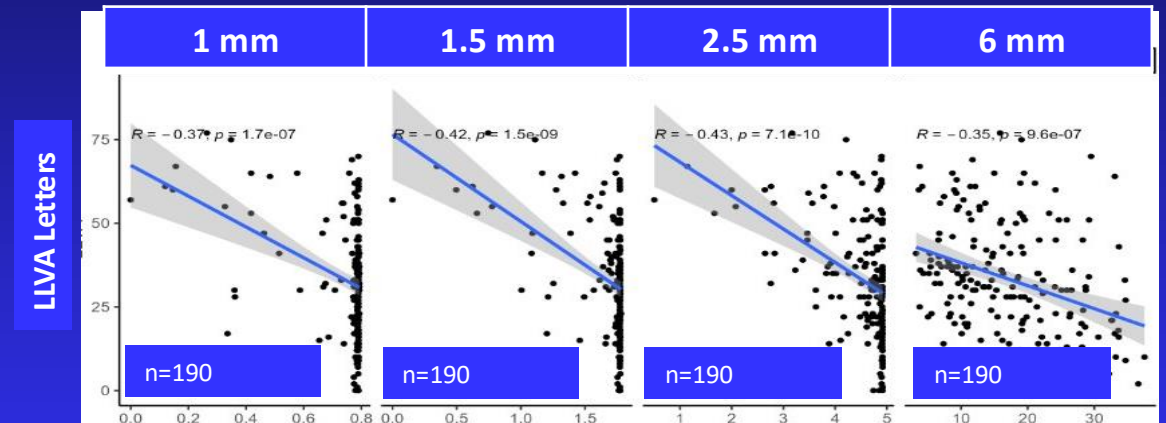 1 mm 1.5 mm 2.5 mm 6 mm
LLVA Letters
75
50
25
0
R = −0.37, p = 1.7e-07
R = −0.42, p = 1.5e-09
R = −0.43, p = 7.1e-10
R = −0.35, p = 9.6e-07
n=190 n=190 n=190 n=190
0.0 0.2 0.4 0.6 0.8 0.0 0.5 1.0 1.5 1 2 3 4 5 10 20 30